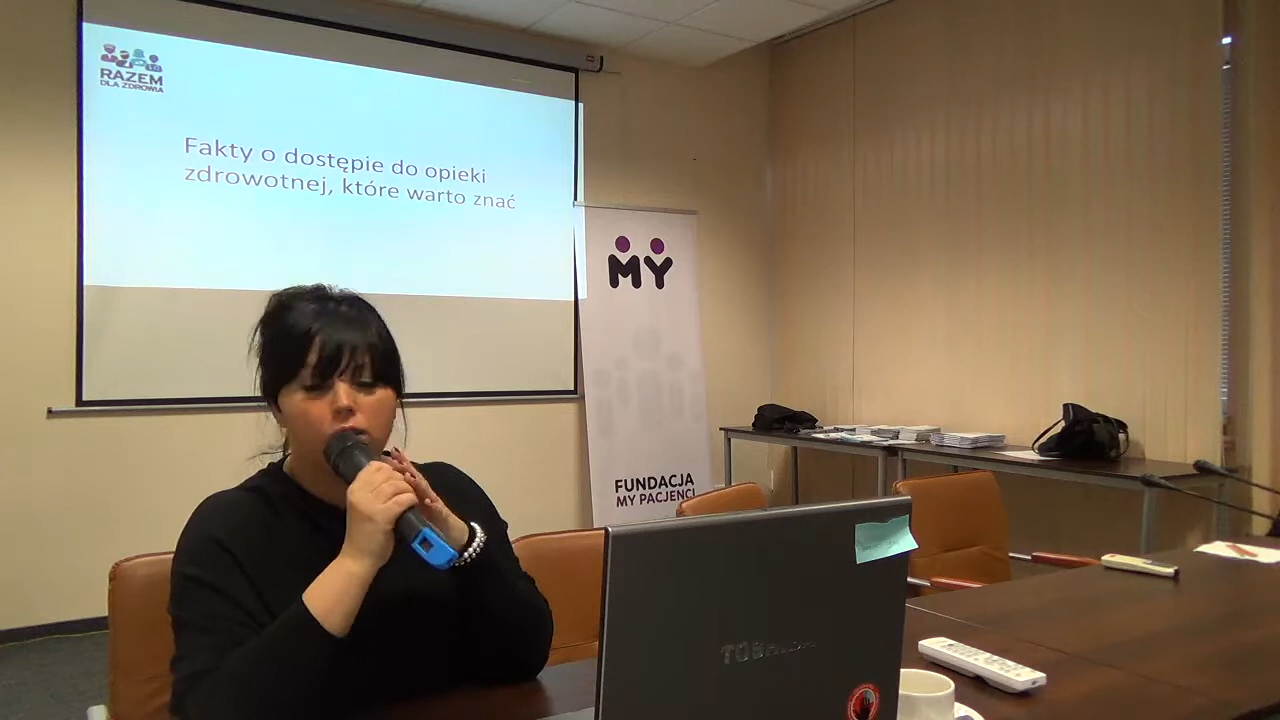 RAZEM
DLA ZDROWIA
Fakty o dostępie do opieki
zdrowotnej, które warto znać
MY
FUNDACJA
MY PACJENCI
TOSHIBA